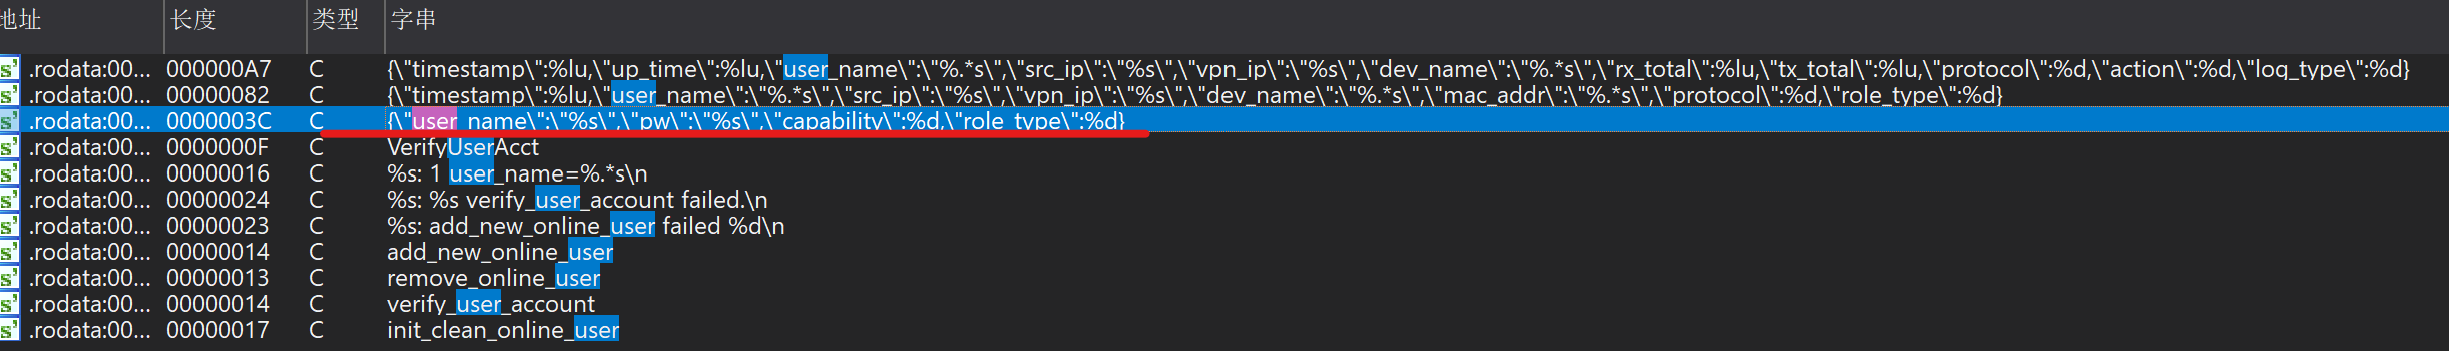 地址 长度 类型 字串
.rodata:00... 000000A7 C {\"timestamp\":%lu,\"up_time\":%lu,\"user_name\":\"%.*s\",\"src_ip\":\"%s\",\"vpn_ip\":\"%s\",\"dev_name\":\"%.*s\",\"rx_total\":%lu,\"tx_total\":%lu,\"protocol\":%d,\"action\":%d,\"log_type\":%d}
.rodata:00... 00000082 C {\"timestamp\":%lu,\"user_name\":\"%.*s\",\"src_ip\":\"%s\",\"vpn_ip\":\"%s\",\"dev_name\":\"%.*s\",\"mac_addr\":\"%.*s\",\"protocol\":%d,\"role_type\":%d}
.rodata:00... 0000003C C {\"user_name\":\"%s\",\"pw\":\"%s\",\"capability\":%d,\"role_type\":%d}
.rodata:00... 0000000F C VerifyUserAcct
.rodata:00... 00000016 C %s: 1 user_name=%.*s\n
.rodata:00... 00000024 C %s: %s verify_user_account failed.\n
.rodata:00... 00000023 C %s: add_new_online_user failed %d\n
.rodata:00... 00000014 C add_new_online_user
.rodata:00... 00000013 C remove_online_user
.rodata:00... 00000014 C verify_user_account
.rodata:00... 00000017 C init_clean_online_user